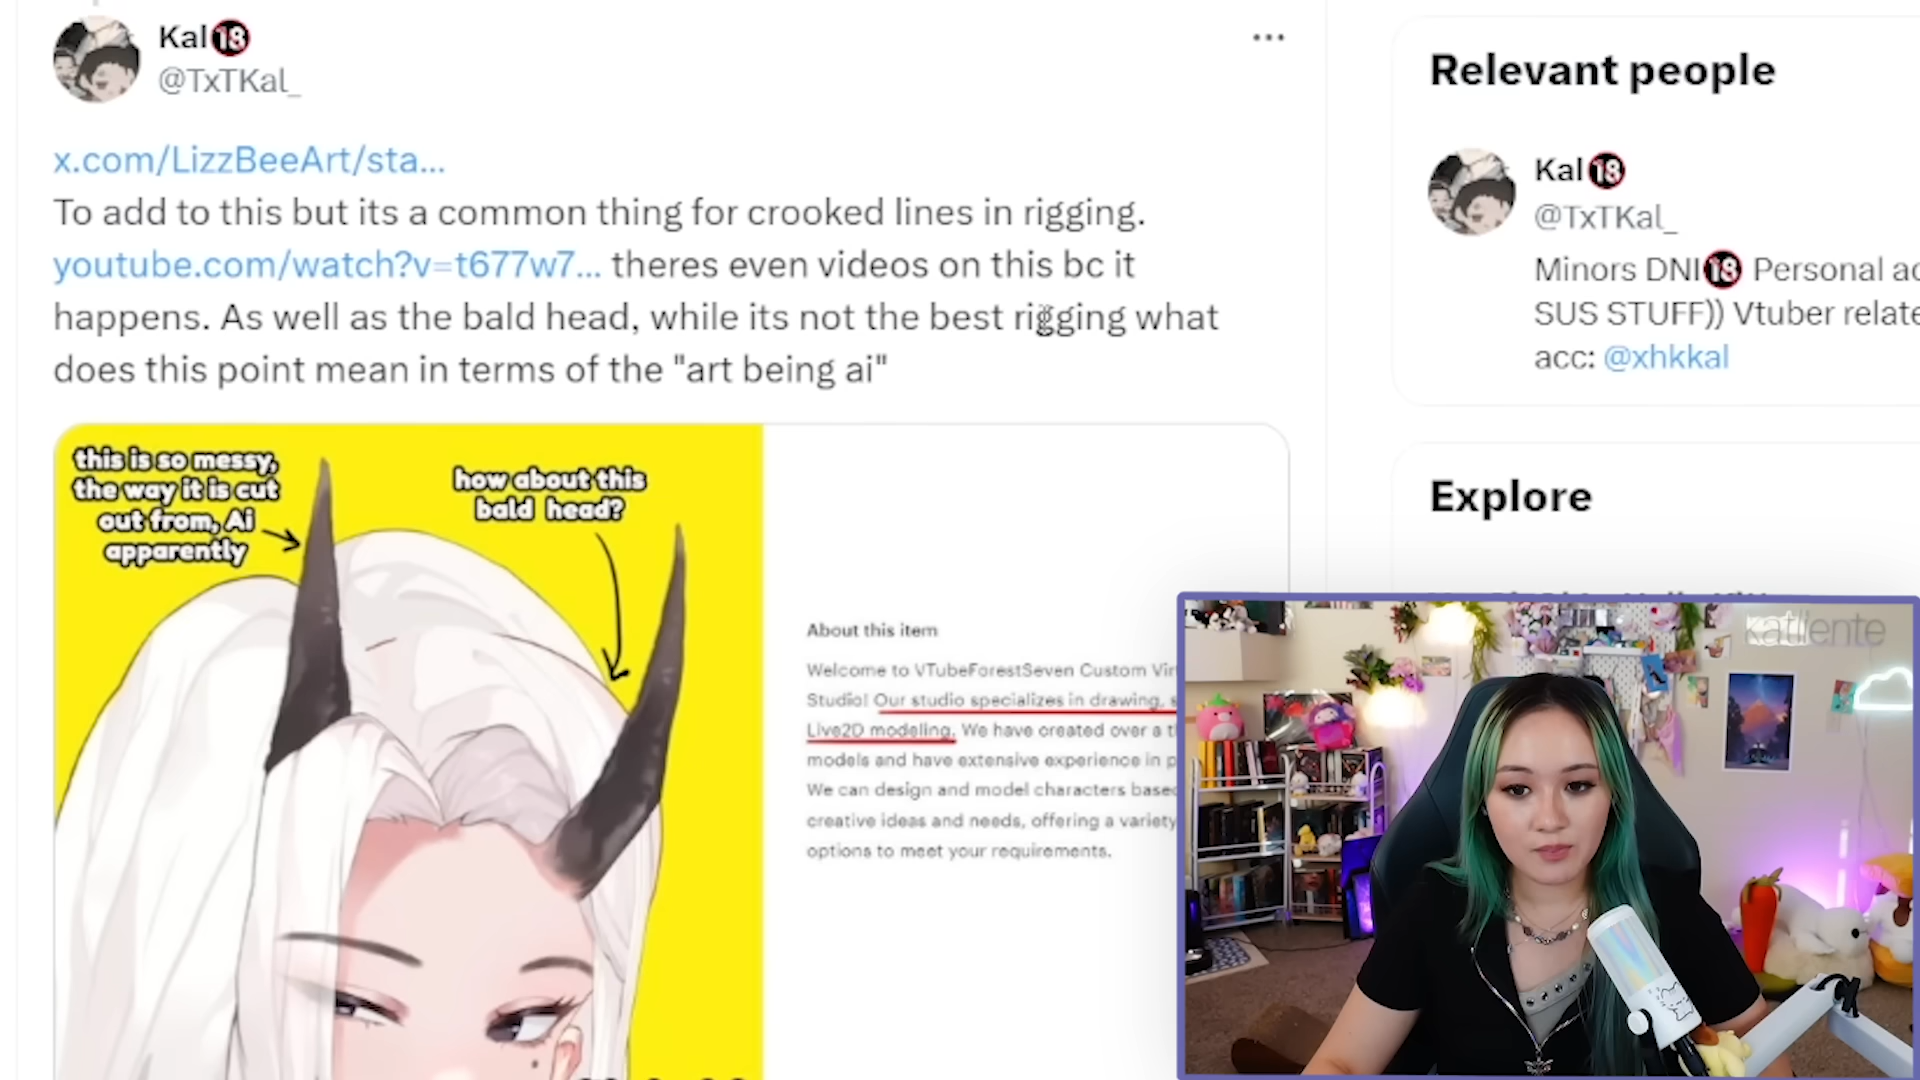 Kal🔞
@TxTKal_
x.com/LizzBeeArt/sta...
To add to this but its a common thing for crooked lines in rigging.
youtube.com/watch?v=t677w7... theres even videos on this bc it
happens. As well as the bald head, while its not the best rigging what
does this point mean in terms of the "art being ai"
this is so messy,
the way it is cut
out from, Ai
apparently
how about this
bald head?
About this item
Welcome to VTubeForestSeven Custom
Studio! Our studio specializes in drawing,
Live2D modeling. We have created over a
models and have extensive experience in
We can design and model characters
creative ideas and needs, offering a variety
options to meet your requirements.
Relevant people
Kal🔞
@TxTKal_
Minors DNI🔞 Personal
SUS STUFF)) Vtuber
acc: @xhkkal
Explore
katliente